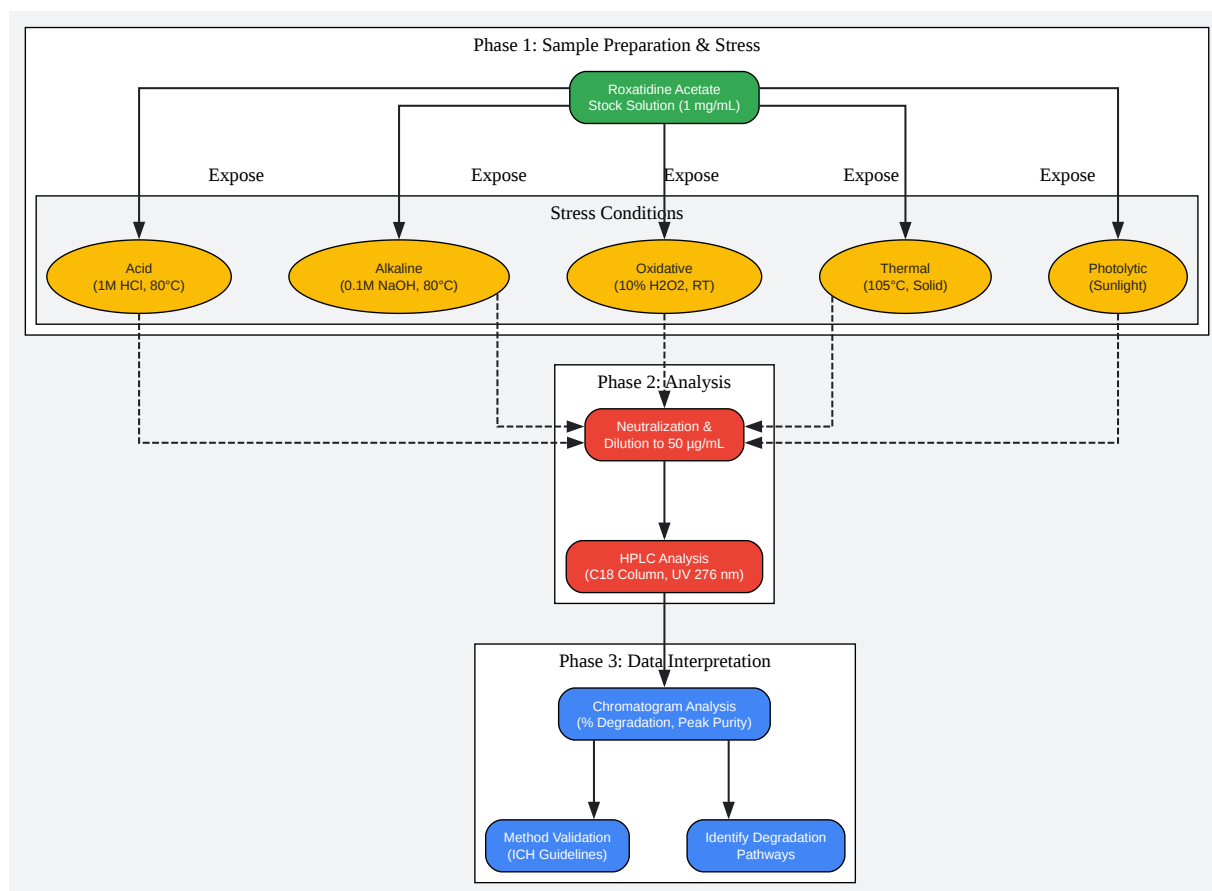 Phase 1: Sample Preparation & Stress
Roxatidine Acetate
Stock Solution (1 mg/mL)
Expose
Expose
Expose
Expose
Expose
Stress Conditions
Acid
(1M HCl, 80°C)
Alkaline
(0.1M NaOH, 80°C)
Oxidative
(10% H2O2, RT)
Thermal
(105°C, Solid)
Photolytic
(Sunlight)
Phase 2: Analysis
Neutralization &
Dilution to 50 µg/mL
HPLC Analysis
(C18 Column, UV 276 nm)
Phase 3: Data Interpretation
Chromatogram Analysis
(% Degradation, Peak Purity)
Method Validation
(ICH Guidelines)
Identify Degradation
Pathways